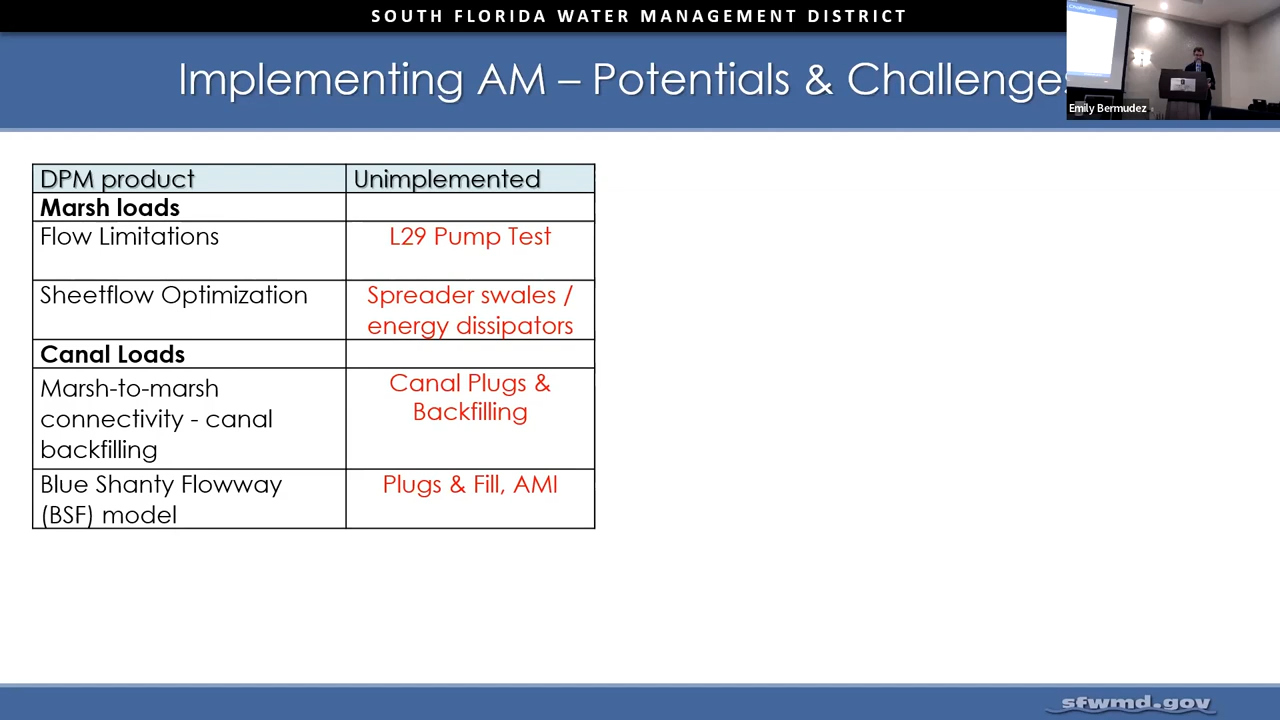 SOUTH FLORIDA WATER MANAGEMENT DISTRICT
Implementing AM – Potentials & Challenges
Emily Bermudez
DPM product Unimplemented
Marsh loads
Flow Limitations L29 Pump Test
Sheetflow Optimization Spreader swales /
energy dissipators
Canal Loads
Marsh-to-marsh Canal Plugs &
connectivity - canal Backfilling
backfilling
Blue Shanty Flowway Plugs & Fill, AMI
(BSF) model
sfwmd.gov